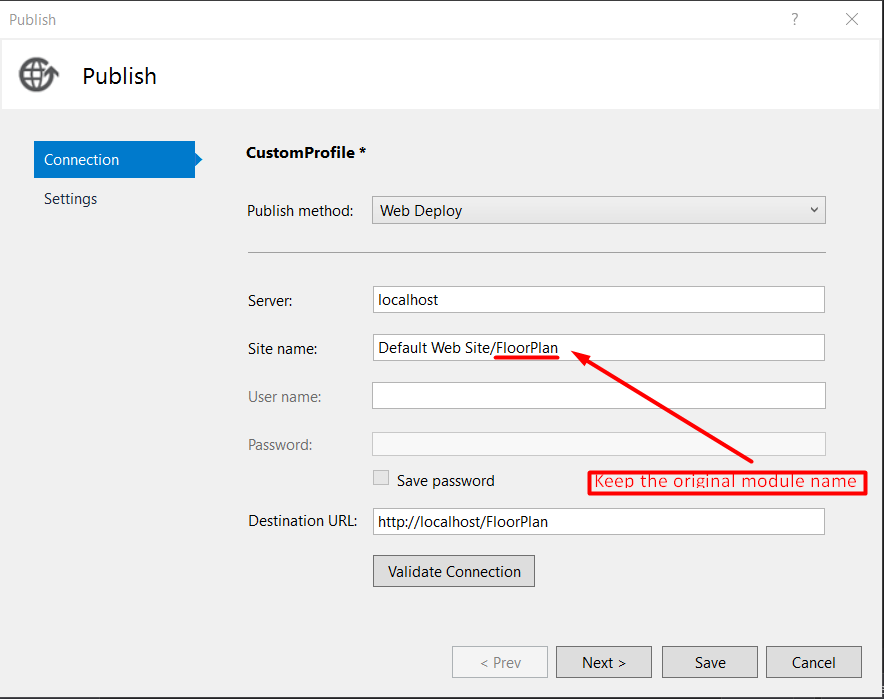 Publish
?
Publish
Connection
Settings
CustomProfile *
Publish method: Web Deploy
Server: localhost
Site name: Default Web Site/FloorPlan
User name:
Password:
Save password
Keep the original module name
Destination URL: http://localhost/FloorPlan
Validate Connection
< Prev Next > Save Cancel